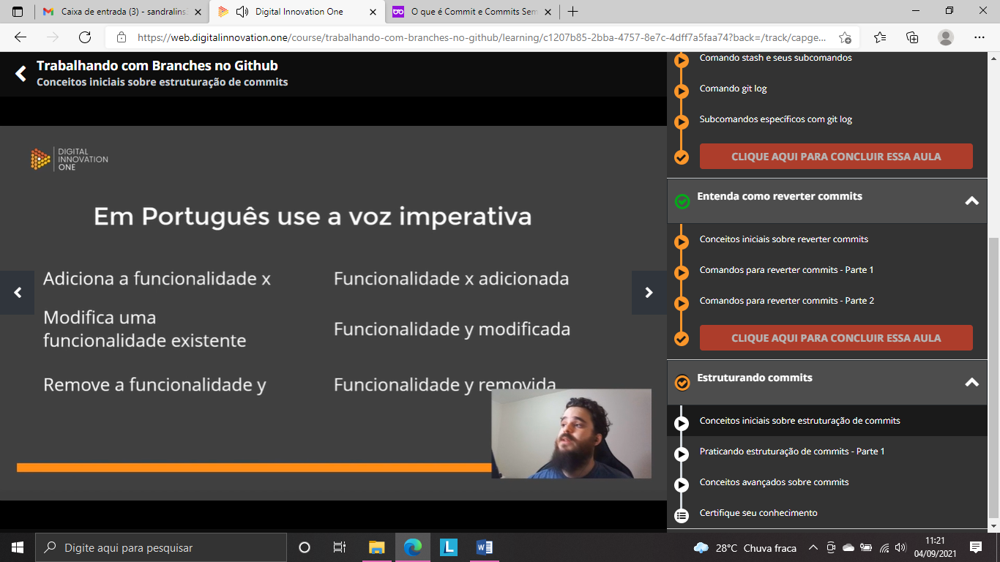 Caixa de entrada (3) - sandralins
Digital Innovation One
O que é Commit e Commits Sem
https://web.digitalinnovation.one/course/trabalhando-com-branches-no-github/learning/c1207b85-2bba-4757-8e7c-4dff7a5faa74?back=/track/capge...
Trabalhando com Branches no Github
Conceitos iniciais sobre estruturação de commits
DIGITAL
INNOVATION
ONE
Em Português use a voz imperativa
Adiciona a funcionalidade x
Funcionalidade x adicionada
Modifica uma
funcionalidade existente
Funcionalidade y modificada
Remove a funcionalidade y
Funcionalidade y removida
Comando stash e seus subcomandos
Comando git log
Subcomandos específicos com git log
CLIQUE AQUI PARA CONCLUIR ESSA AULA
Entenda como reverter commits
Conceitos iniciais sobre reverter commits
Comandos para reverter commits - Parte 1
Comandos para reverter commits - Parte 2
CLIQUE AQUI PARA CONCLUIR ESSA AULA
Estruturando commits
Conceitos iniciais sobre estruturação de commits
Praticando estruturação de commits - Parte 1
Conceitos avançados sobre commits
Certifique seu conhecimento
Digite aqui para pesquisar
L
W
28°C Chuva fraca
11:21
04/09/2021